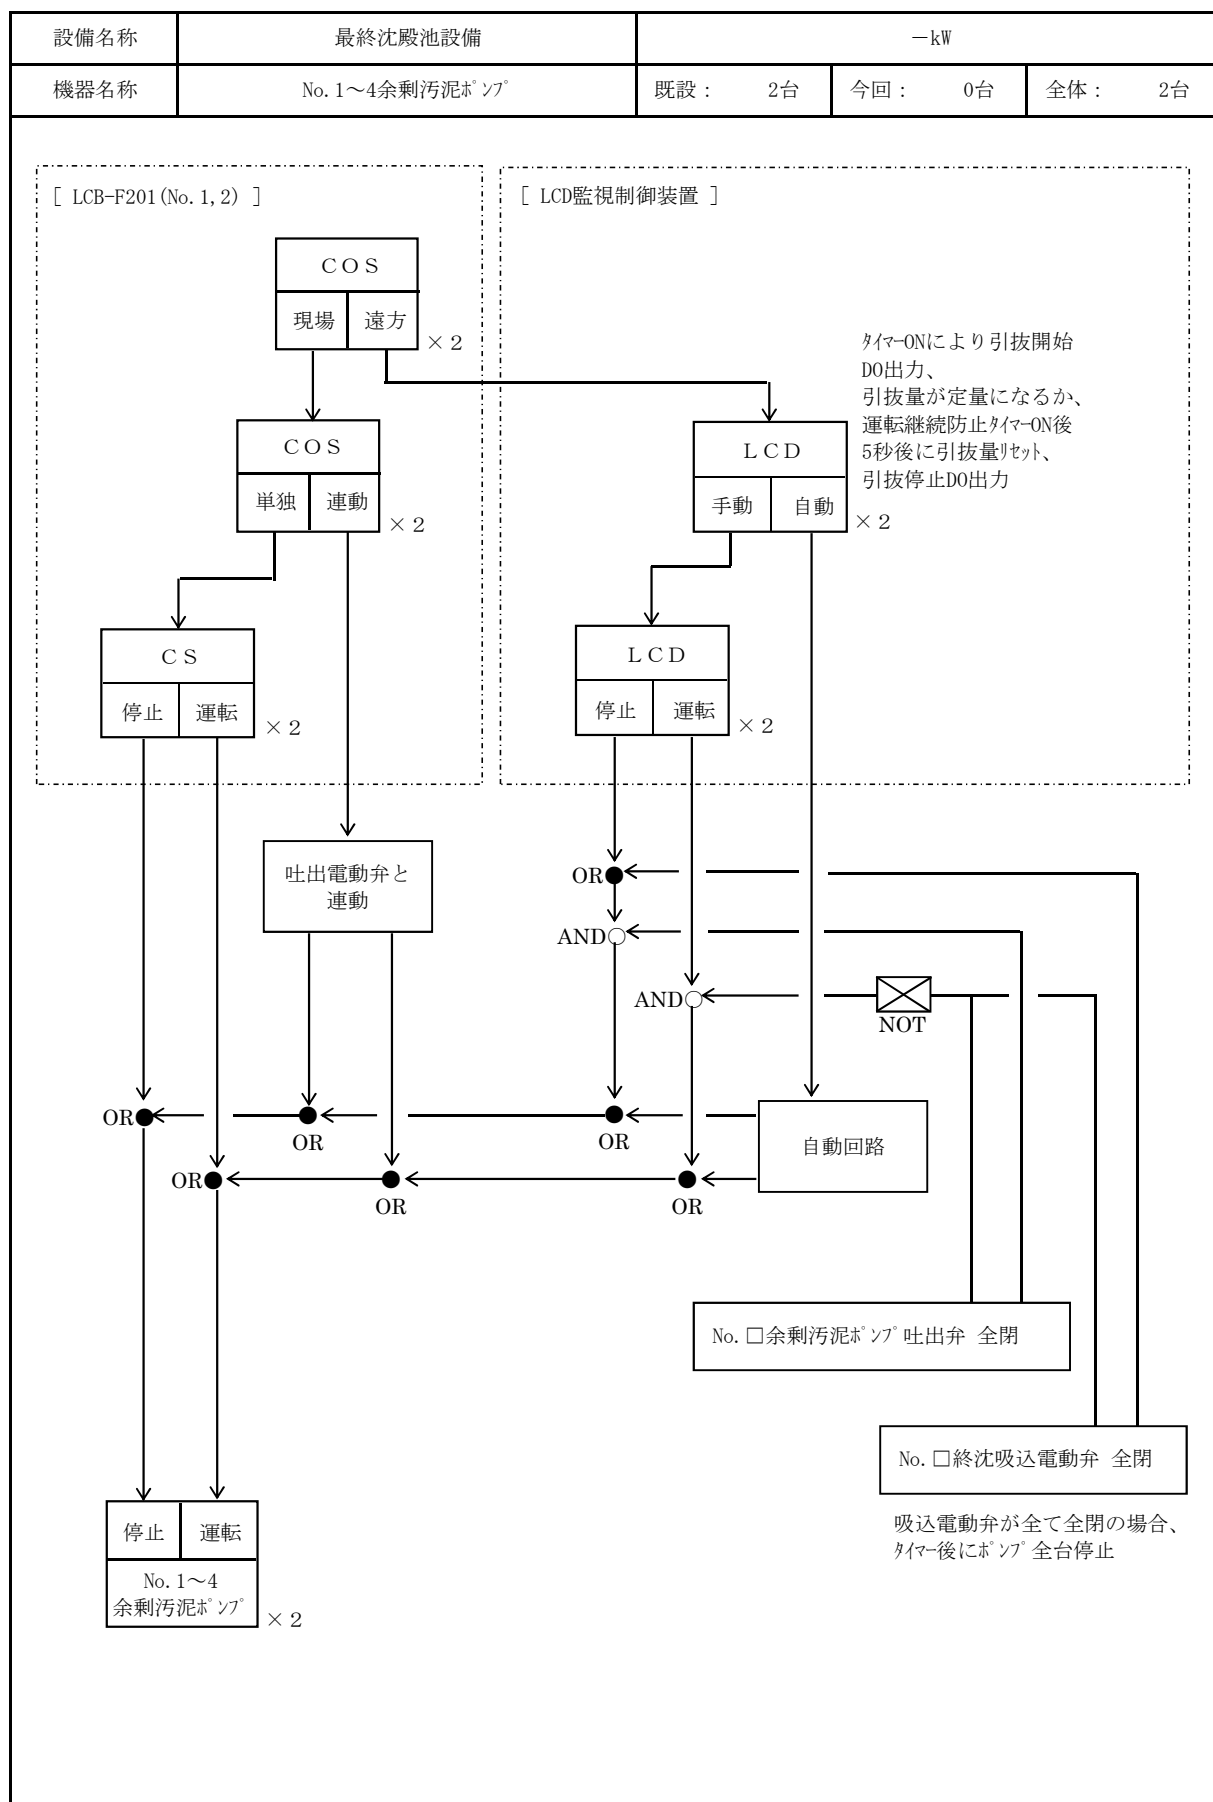 設備名称 最終沈殿池設備 －kW
機器名称 No.1～4余剰汚泥ﾎﾟﾝﾌﾟ 既設： 2台 今回： 0台 全体： 2台
[ LCB-F201(No.1,2) ]
[ LCD監視制御装置 ]
ＣＯＳ
現場 遠方
×２
ﾀｲﾏｰONにより引抜開始
DO出力、
引抜量が定量になるか、
運転継続防止ﾀｲﾏｰON後
5秒後に引抜量ﾘｾｯﾄ、
引抜停止DO出力
ＣＯＳ
単独 連動
×２
ＬＣＤ
手動 自動
×２
ＣＳ
停止 運転
×２
ＬＣＤ
停止 運転
×２
吐出電動弁と
連動
OR
AND
AND
NOT
OR
OR
OR
自動回路
OR
OR
OR
No.□余剰汚泥ﾎﾟﾝﾌﾟ吐出弁 全閉
No.□終沈吸込電動弁 全閉
吸込電動弁が全て全閉の場合、
ﾀｲﾏｰ後にﾎﾟﾝﾌﾟ全台停止
停止 運転
No.1～4
余剰汚泥ﾎﾟﾝﾌﾟ
×２